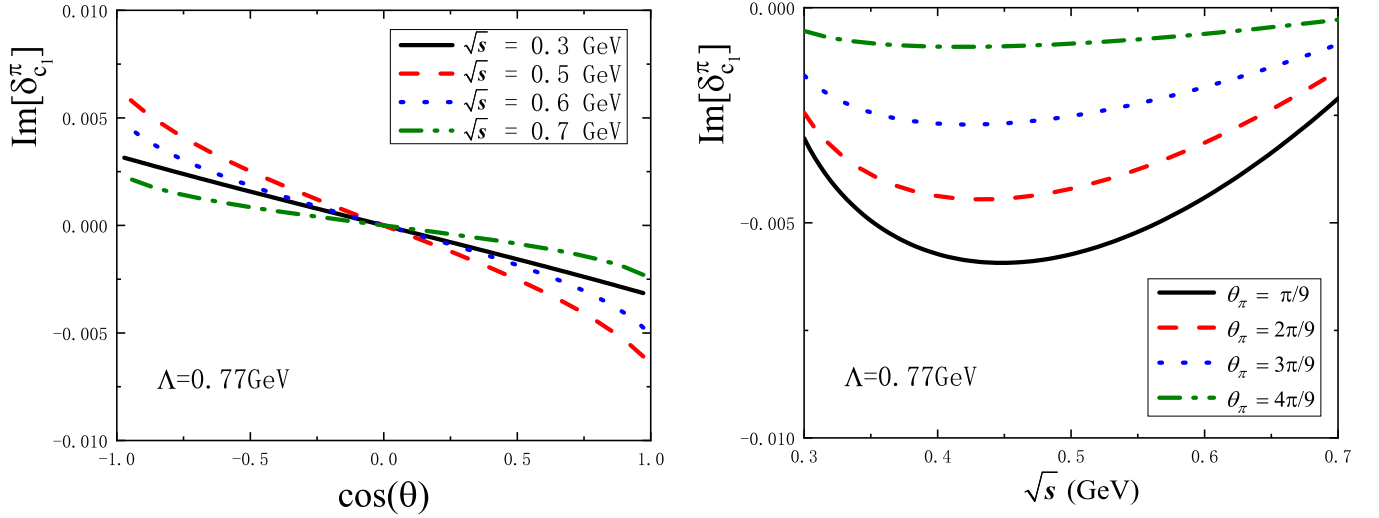 0.010
0.005
0.000
-0.005
-0.010
Im[δ^π_{c_1}]
√s = 0.3 GeV
√s = 0.5 GeV
√s = 0.6 GeV
√s = 0.7 GeV
Λ=0.77GeV
-1.0 -0.5 0.0 0.5 1.0
cos(θ)
0.000
-0.005
-0.010
Im[δ^π_{c_1}]
θ_π = π/9
θ_π = 2π/9
θ_π = 3π/9
θ_π = 4π/9
Λ=0.77GeV
0.3 0.4 0.5 0.6 0.7
√s (GeV)